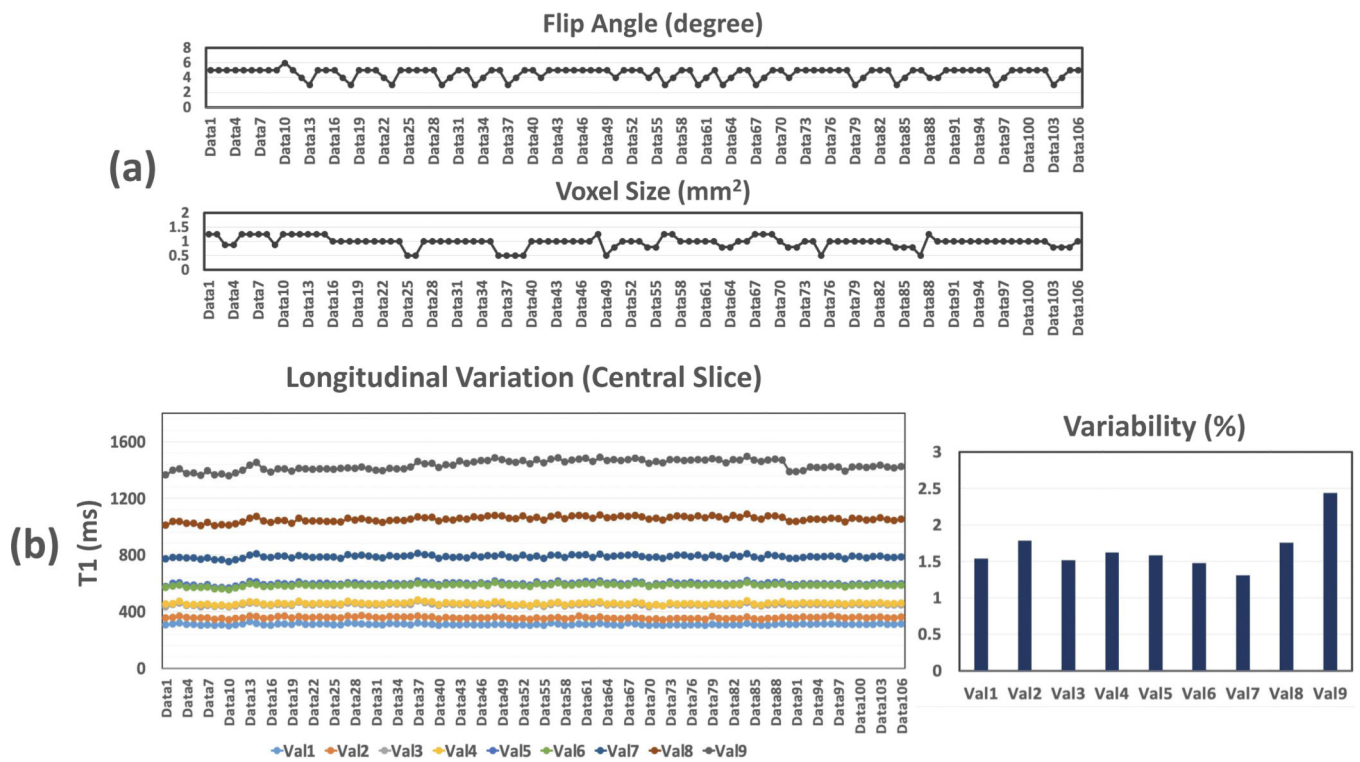 Flip Angle (degree)
8
6
4
2
0
Data1 Data4 Data7 Data10 Data13 Data16 Data19 Data22 Data25 Data28 Data31 Data34 Data37 Data40 Data43 Data46 Data49 Data52 Data55 Data58 Data61 Data64 Data67 Data70 Data73 Data76 Data79 Data82 Data85 Data88 Data91 Data94 Data97 Data100 Data103 Data106
(a)
Voxel Size (mm²)
2
1.5
1
0.5
0
Data1 Data4 Data7 Data10 Data13 Data16 Data19 Data22 Data25 Data28 Data31 Data34 Data37 Data40 Data43 Data46 Data49 Data52 Data55 Data58 Data61 Data64 Data67 Data70 Data73 Data76 Data79 Data82 Data85 Data88 Data91 Data94 Data97 Data100 Data103 Data106
(b)
Longitudinal Variation (Central Slice)
T1 (ms)
1600
1200
800
400
0
Data1 Data4 Data7 Data10 Data13 Data16 Data19 Data22 Data25 Data28 Data31 Data34 Data37 Data40 Data43 Data46 Data49 Data52 Data55 Data58 Data61 Data64 Data67 Data70 Data73 Data76 Data79 Data82 Data85 Data88 Data91 Data94 Data97 Data100 Data103 Data106
Val1 Val2 Val3 Val4 Val5 Val6 Val7 Val8 Val9
Variability (%)
3
2.5
2
1.5
1
0.5
0
Val1 Val2 Val3 Val4 Val5 Val6 Val7 Val8 Val9